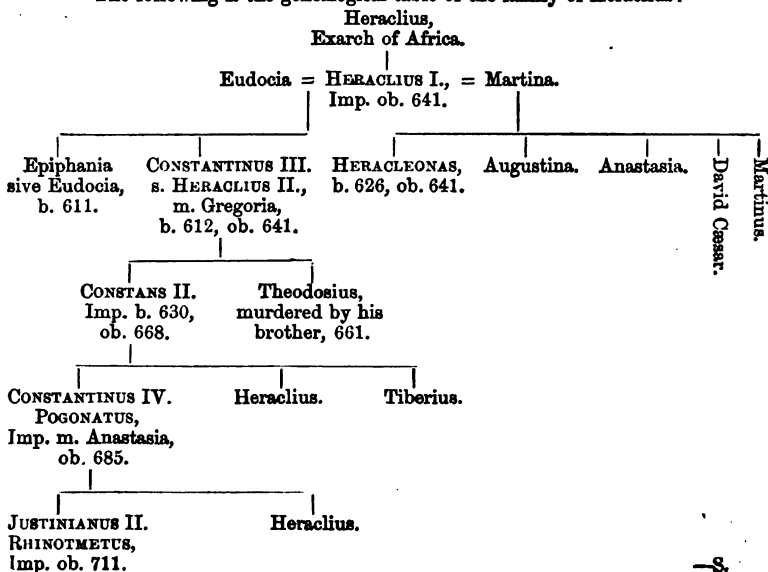 Heraclius,
Exarch of Africa.
Eudocia = HERACLIUS I., = Martina.
Imp. ob. 641.
Epiphania
sive Eudocia,
b. 611.
CONSTANTINUS III.
s. HERACLIUS II.,
m. Gregoria,
b. 612, ob. 641.
HERACLEONAS,
b. 626, ob. 641.
Augustina.
Anastasia.
David Cæsar.
Martinus.
CONSTANS II.
Imp. b. 630,
ob. 668.
Theodosius,
murdered by his
brother, 661.
CONSTANTINUS IV.
POGONATUS,
Imp. m. Anastasia,
ob. 685.
Heraclius.
Tiberius.
JUSTINIANUS II.
RHINOTMETUS,
Imp. ob. 711.
Heraclius.
—S.